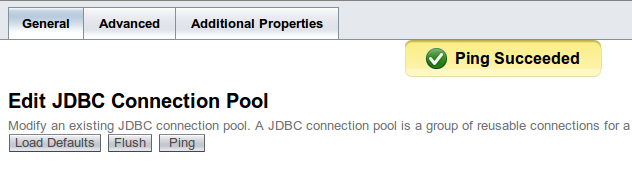 General Advanced Additional Properties
Ping Succeeded
Edit JDBC Connection Pool
Modify an existing JDBC connection pool. A JDBC connection pool is a group of reusable connections for a
Load Defaults Flush Ping